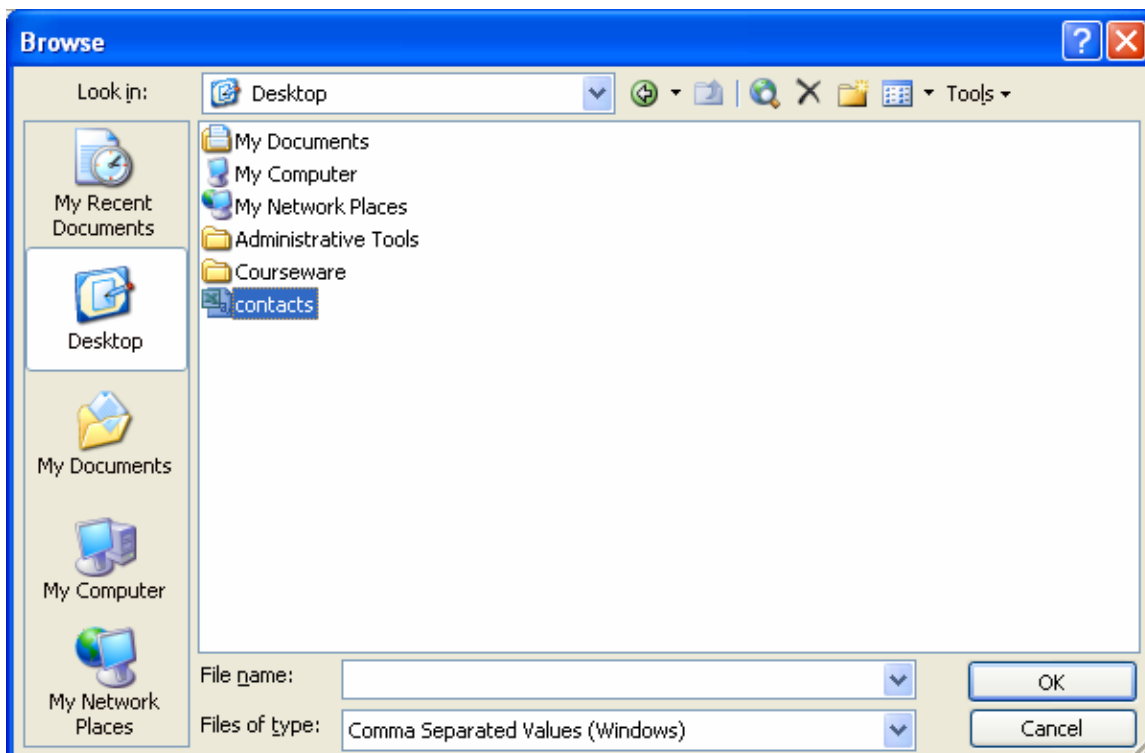 Browse
Look in:
Desktop
Tools
My Recent
Documents
Desktop
My Documents
My Computer
My Network
Places
My Documents
My Computer
My Network Places
Administrative Tools
Courseware
contacts
File name:
OK
Files of type:
Comma Separated Values (Windows)
Cancel